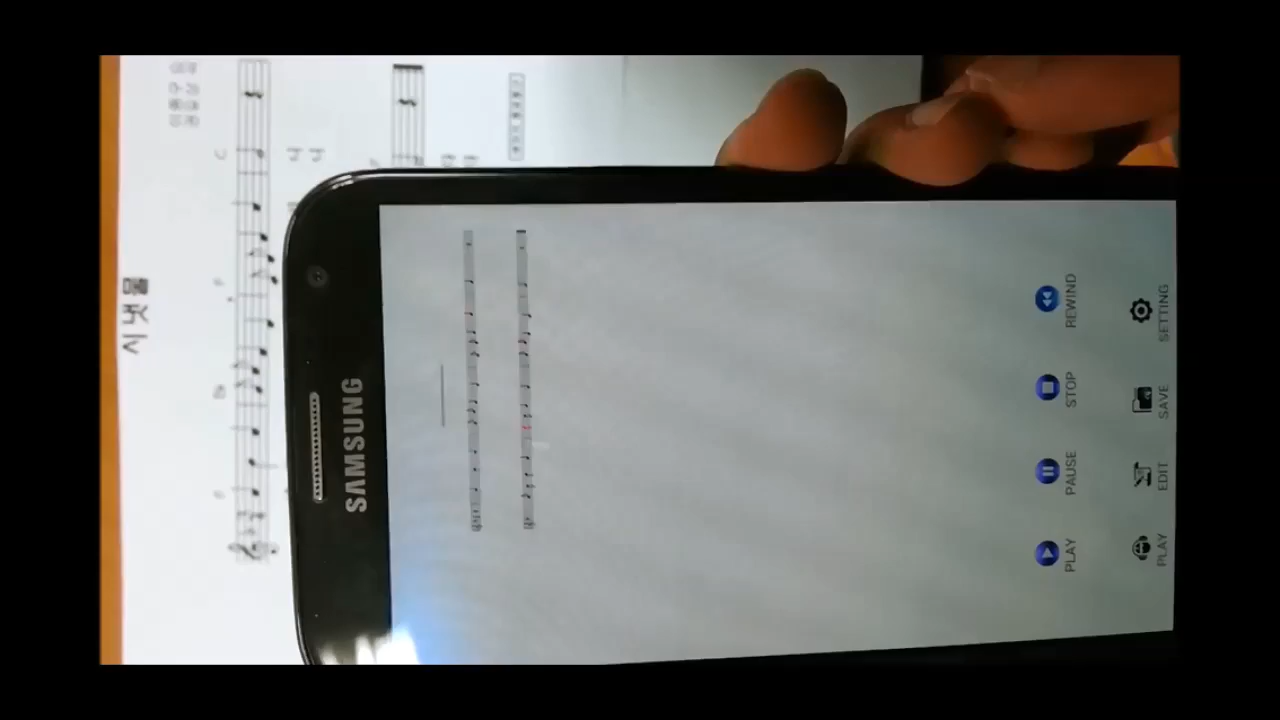 시냇물
SAMSUNG
PLAY
PAUSE
STOP
REWIND
PLAY
EDIT
SAVE
SETTING